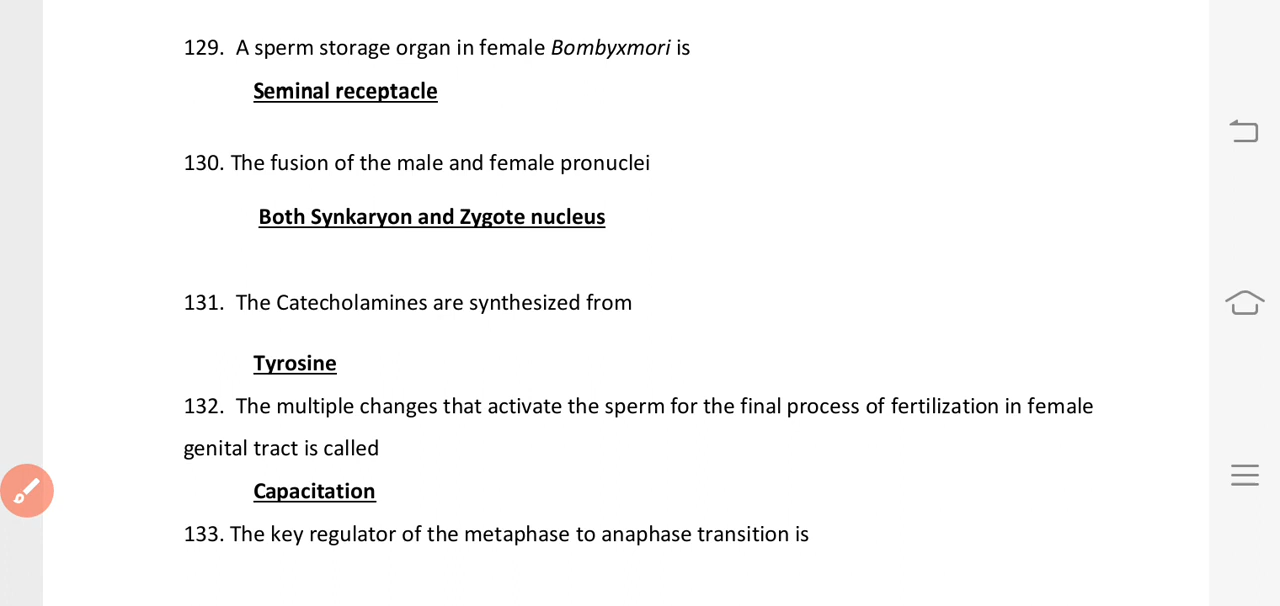 129. A sperm storage organ in female Bombyxmori is
Seminal receptacle
130. The fusion of the male and female pronuclei
Both Synkaryon and Zygote nucleus
131. The Catecholamines are synthesized from
Tyrosine
132. The multiple changes that activate the sperm for the final process of fertilization in female
genital tract is called
Capacitation
133. The key regulator of the metaphase to anaphase transition is